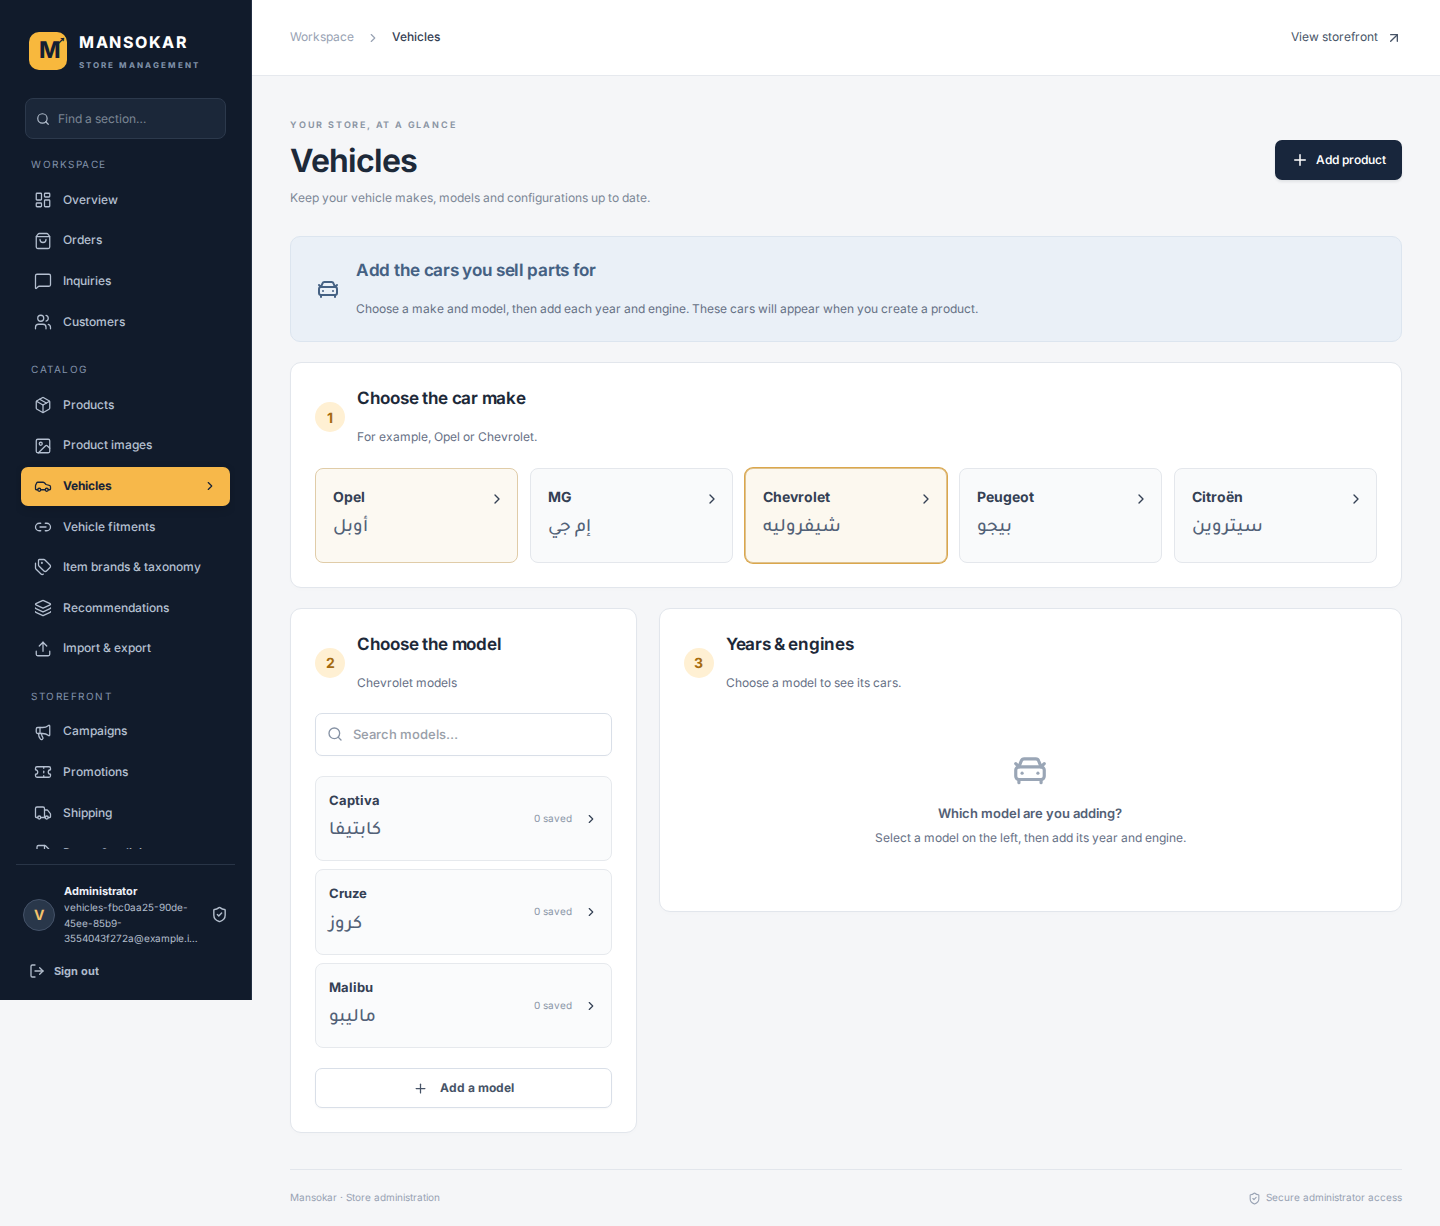 MANSOKAR
STORE MANAGEMENT
Find a section...
WORKSPACE
Overview
Orders
Inquiries
Customers
CATALOG
Products
Product images
Vehicles
Vehicle fitments
Item brands & taxonomy
Recommendations
Import & export
STOREFRONT
Campaigns
Promotions
Shipping
V
Administrator
vehicles-fbc0aa25-90de-
45ee-85b9-
3554043f272a@example.i...
Sign out
Workspace
Vehicles
View storefront
YOUR STORE, AT A GLANCE
Vehicles
Keep your vehicle makes, models and configurations up to date.
Add product
Add the cars you sell parts for
Choose a make and model, then add each year and engine. These cars will appear when you create a product.
1
Choose the car make
For example, Opel or Chevrolet.
Opel
أوبل
MG
إم جي
Chevrolet
شيفروليه
Peugeot
بيجو
Citroën
سيتروين
2
Choose the model
Chevrolet models
Search models...
Captiva
كابتيفا
0 saved
Cruze
كروز
0 saved
Malibu
ماليبو
0 saved
Add a model
3
Years & engines
Choose a model to see its cars.
Which model are you adding?
Select a model on the left, then add its year and engine.
Mansokar · Store administration
Secure administrator access